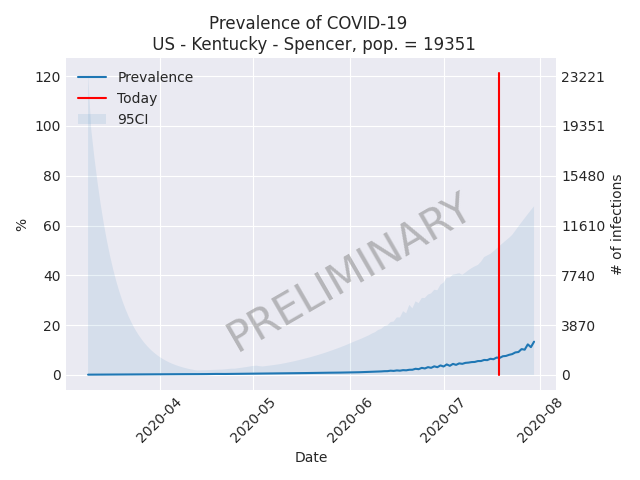 Prevalence of COVID-19
US - Kentucky - Spencer, pop. = 19351
Prevalence
Today
95CI
120
100
80
60
40
20
0
%
23221
19351
15480
11610
7740
3870
0
# of infections
PRELIMINARY
2020-04
2020-05
2020-06
2020-07
2020-08
Date